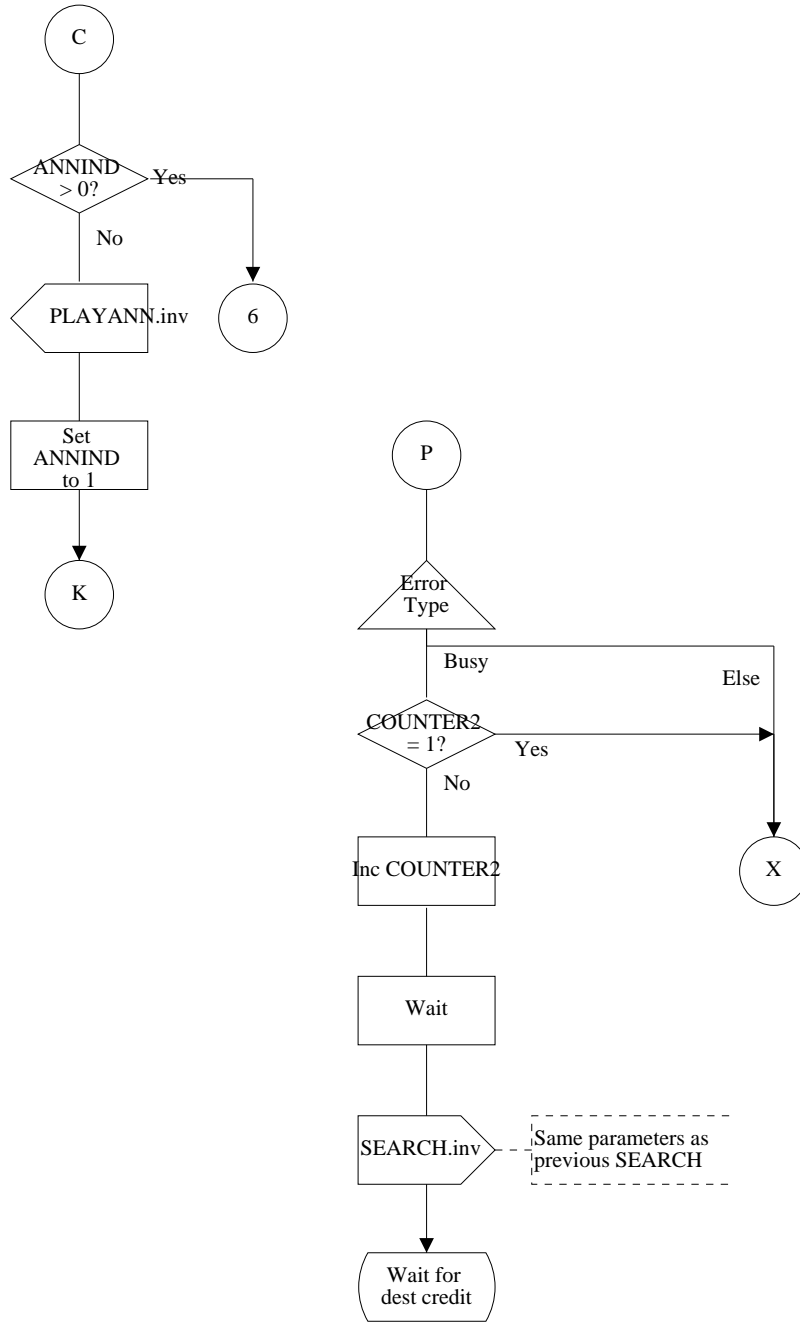 C
ANNIND
> 0?
Yes
No
PLAYANN.inv
6
Set
ANNIND
to 1
K
P
Error
Type
Busy
Else
COUNTER2
= 1?
Yes
No
Inc COUNTER2
X
Wait
SEARCH.inv
Same parameters as
previous SEARCH
Wait for
dest credit